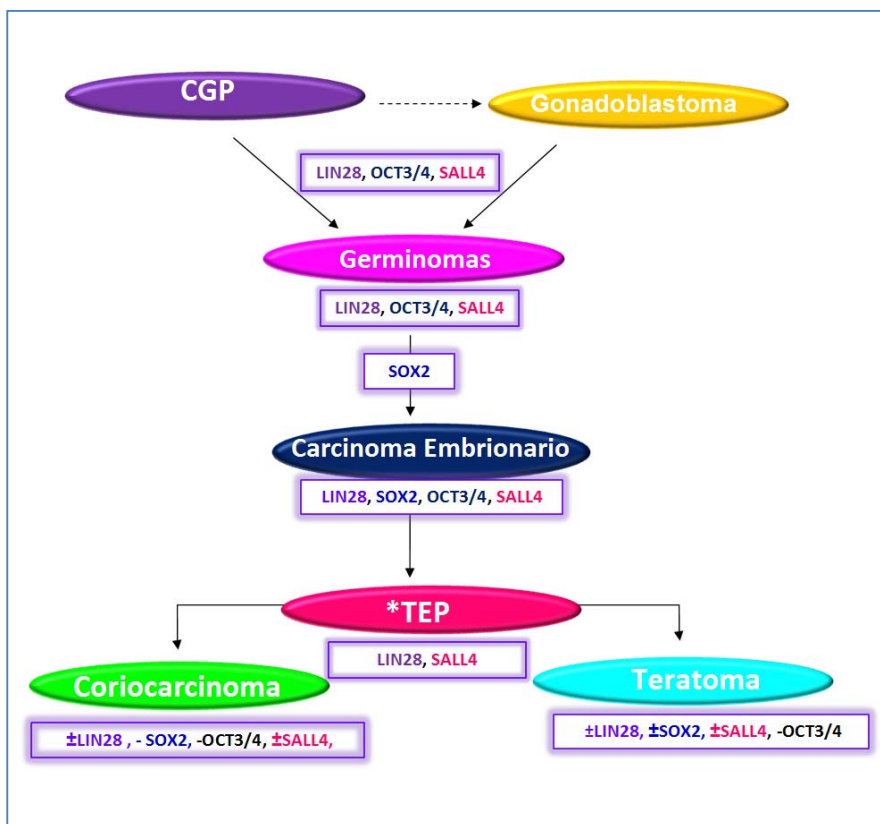 CGP
Gonadoblastoma
LIN28, OCT3/4, SALL4
Germinomas
LIN28, OCT3/4, SALL4
SOX2
Carcinoma Embrionario
LIN28, SOX2, OCT3/4, SALL4
*TEP
LIN28, SALL4
Coriocarcinoma
Teratoma
±LIN28 , - SOX2, -OCT3/4, ±SALL4,
±LIN28, ±SOX2, ±SALL4, -OCT3/4